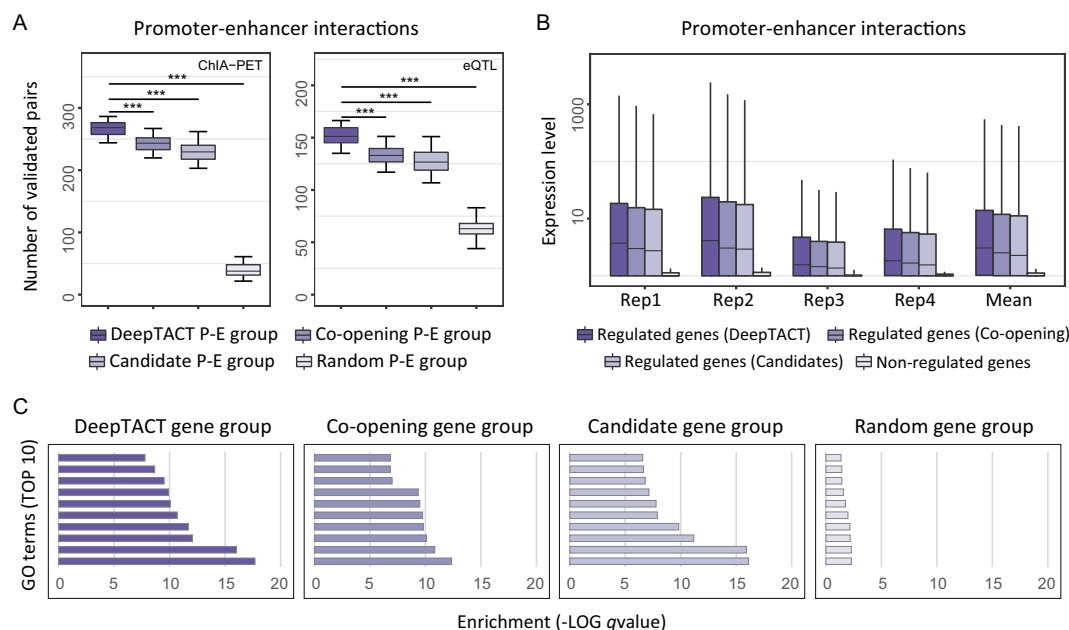 A
Promoter-enhancer interactions
Number of validated pairs
ChIA−PET
***
***
***
300
200
100
0
eQTL
***
***
***
200
150
100
50
0
DeepTACT P-E group
Co-opening P-E group
Candidate P-E group
Random P-E group
B
Promoter-enhancer interactions
Expression level
1000
10
Rep1 Rep2 Rep3 Rep4 Mean
Regulated genes (DeepTACT)
Regulated genes (Co-opening)
Regulated genes (Candidates)
Non-regulated genes
C
DeepTACT gene group
Co-opening gene group
Candidate gene group
Random gene group
GO terms (TOP 10)
0 5 10 15 20
0 5 10 15 20
0 5 10 15 20
0 5 10 15 20
Enrichment (-LOG qvalue)